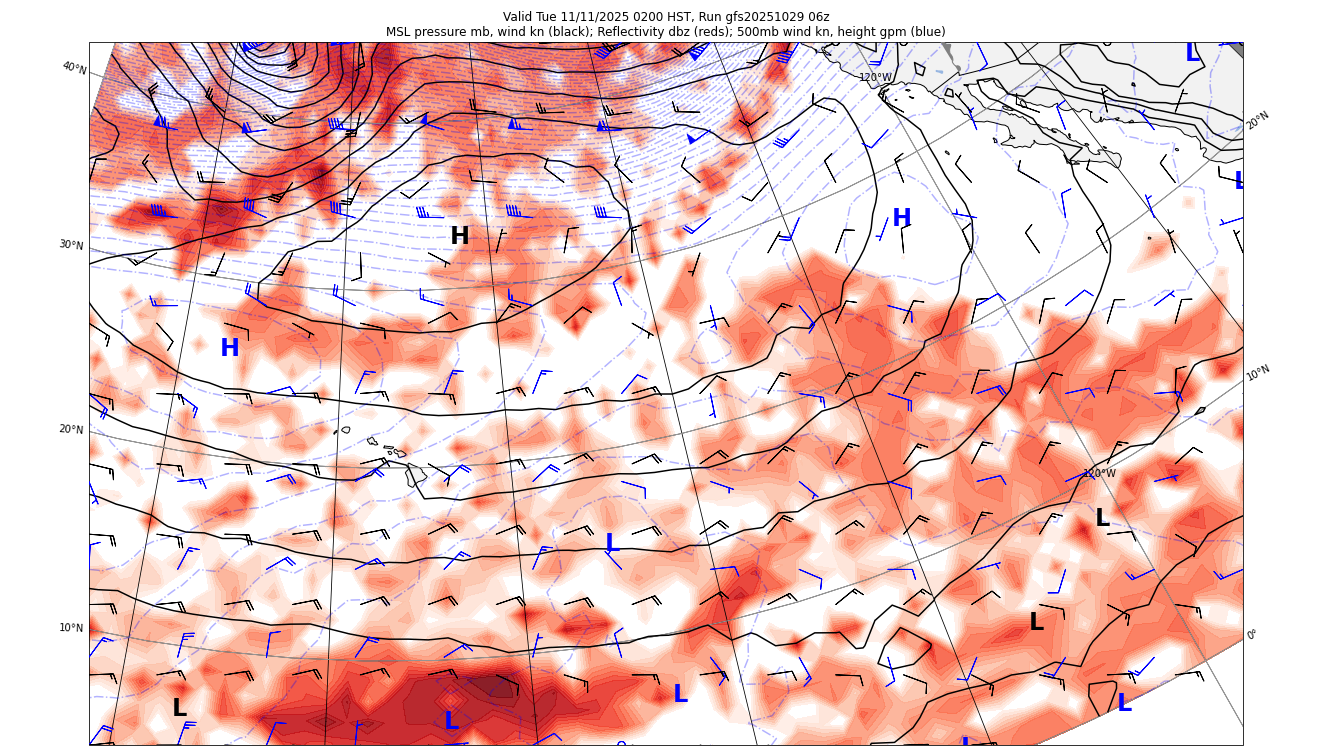 Valid Tue 11/11/2025 0200 HST, Run gfs20251029 06z
MSL pressure mb, wind kn (black); Reflectivity dbz (reds); 500mb wind kn, height gpm (blue)
L
40°N
120°W
20°N
L
H
H
30°N
H
10°N
20°N
120°W
L
L
L
10°N
0°
L
L
L
L
L
L